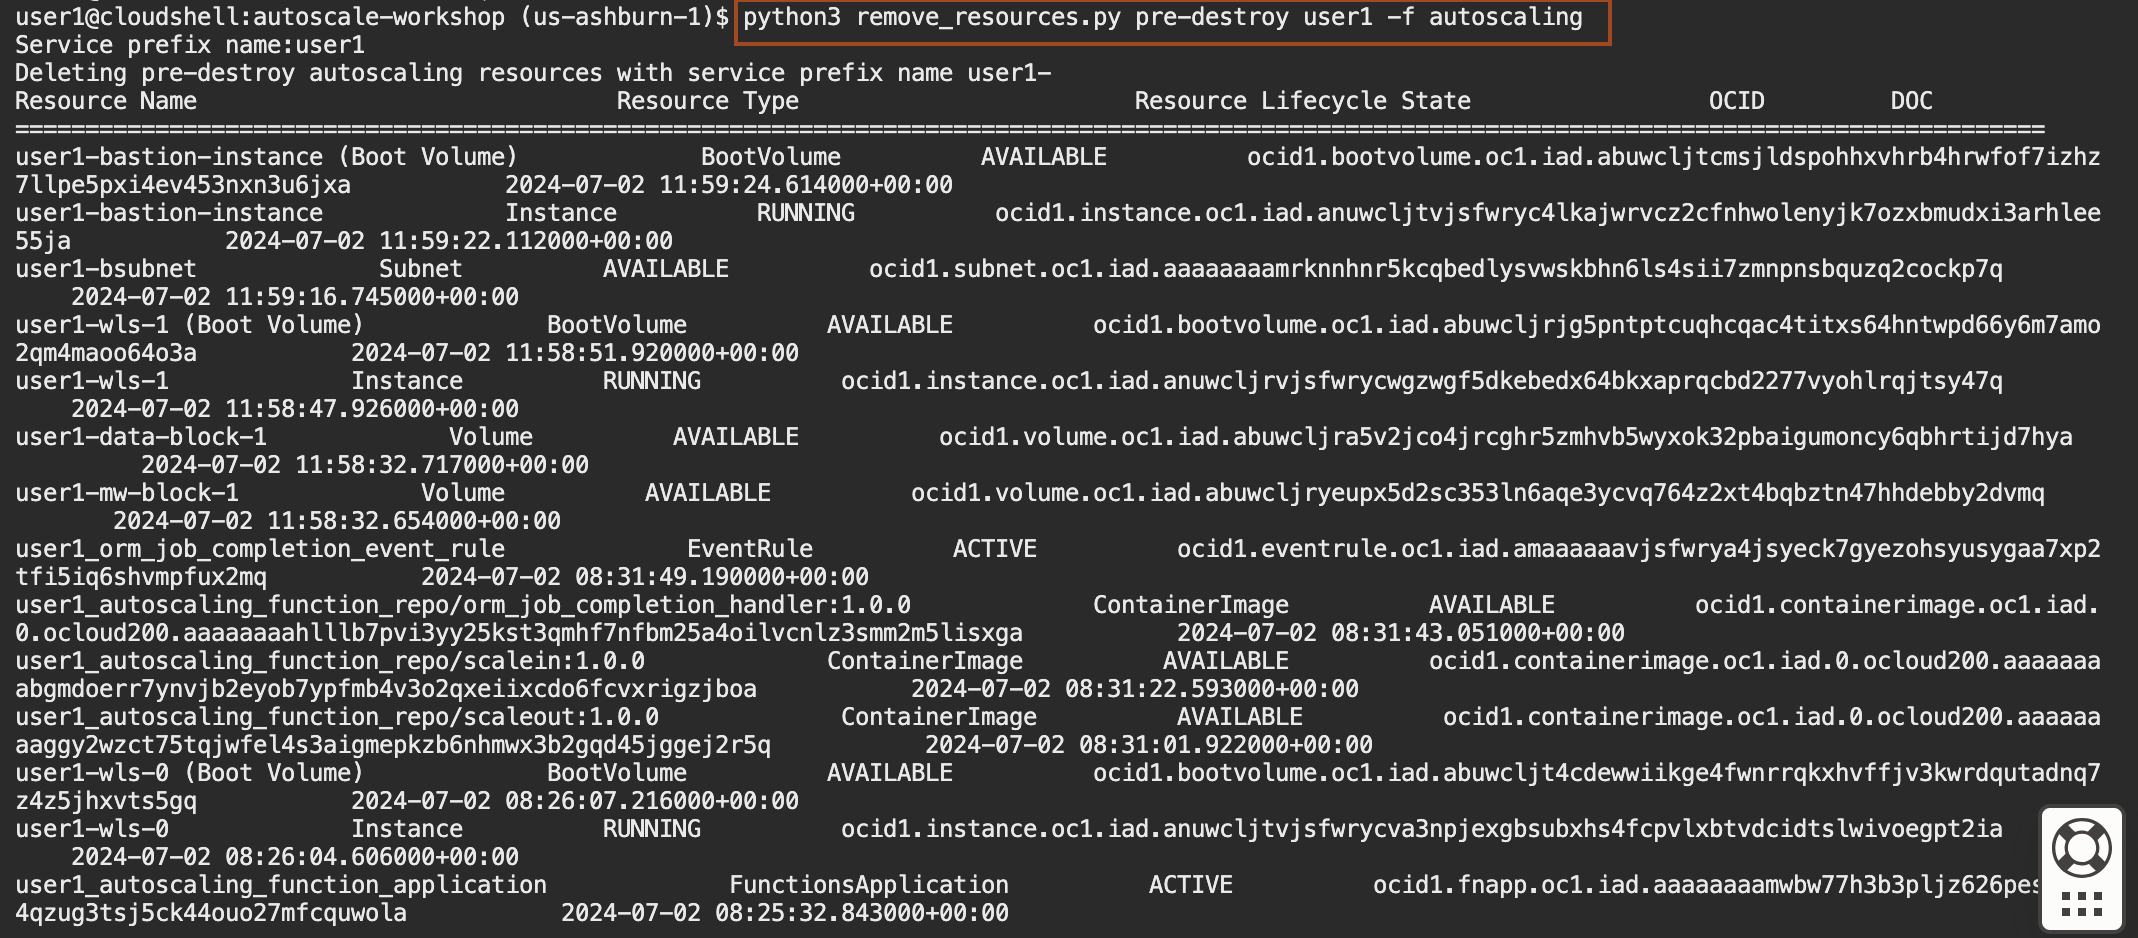 user1@cloudshell:autoscale-workshop (us-ashburn-1)$ python3 remove_resources.py pre-destroy user1 -f autoscaling
Service prefix name:user1
Deleting pre-destroy autoscaling resources with service prefix name user1-
Resource Name                              Resource Type                        Resource Lifecycle State                 OCID         DOC
=================================================================================================================================================
user1-bastion-instance (Boot Volume)             BootVolume          AVAILABLE          ocid1.bootvolume.oc1.iad.abuwcljtcmsjldspohhxvhrb4hrwfof7izhz
7llpe5pxi4ev453nxn3u6jxa           2024-07-02 11:59:24.614000+00:00
user1-bastion-instance             Instance          RUNNING          ocid1.instance.oc1.iad.anuwcljtvjsfwryc4lkajwrvcz2cfnhwolenyjk7ozxbmudxi3arhlee
55ja           2024-07-02 11:59:22.112000+00:00
user1-bsubnet             Subnet          AVAILABLE          ocid1.subnet.oc1.iad.aaaaaaaamrknnhnr5kcqbedlysvwskbhn6ls4sii7zmnpnsbquzq2cockp7q
    2024-07-02 11:59:16.745000+00:00
user1-wls-1 (Boot Volume)             BootVolume          AVAILABLE          ocid1.bootvolume.oc1.iad.abuwcljrjg5pntptcuqhcqac4titxs64hntwpd66y6m7amo
2qm4maoo64o3a           2024-07-02 11:58:51.920000+00:00
user1-wls-1             Instance          RUNNING          ocid1.instance.oc1.iad.anuwcljrvjsfwrycwgzwgf5dkebedx64bkxaprqcbd2277vyohlrqjtsy47q
    2024-07-02 11:58:47.926000+00:00
user1-data-block-1             Volume          AVAILABLE          ocid1.volume.oc1.iad.abuwcljra5v2jco4jrcghr5zmhvb5wyxok32pbaigumoncy6qbhrtijd7hya
         2024-07-02 11:58:32.717000+00:00
user1-mw-block-1             Volume          AVAILABLE          ocid1.volume.oc1.iad.abuwcljryeupx5d2sc353ln6aqe3ycvq764z2xt4bqbztn47hhdebby2dvmq
       2024-07-02 11:58:32.654000+00:00
user1_orm_job_completion_event_rule             EventRule          ACTIVE          ocid1.eventrule.oc1.iad.amaaaaaavjsfwrya4jsyeck7gyezohsyusygaa7xp2
tfi5iq6shvmpfux2mq           2024-07-02 08:31:49.190000+00:00
user1_autoscaling_function_repo/orm_job_completion_handler:1.0.0             ContainerImage          AVAILABLE          ocid1.containerimage.oc1.iad.
0.ocloud200.aaaaaaaahlllb7pvi3yy25kst3qmhf7nfbm25a4oilvcnlz3smm2m5lisxga           2024-07-02 08:31:43.051000+00:00
user1_autoscaling_function_repo/scalein:1.0.0             ContainerImage          AVAILABLE          ocid1.containerimage.oc1.iad.0.ocloud200.aaaaaaa
abgmdoerr7ynvjb2eyob7ypfmb4v3o2qxeiixcdo6fcvxrigzjboa           2024-07-02 08:31:22.593000+00:00
user1_autoscaling_function_repo/scaleout:1.0.0             ContainerImage          AVAILABLE          ocid1.containerimage.oc1.iad.0.ocloud200.aaaaaa
aaggy2wzct75tqjwfel4s3aigmepkzb6nhmwx3b2gqd45jggej2r5q           2024-07-02 08:31:01.922000+00:00
user1-wls-0 (Boot Volume)             BootVolume          AVAILABLE          ocid1.bootvolume.oc1.iad.abuwcljt4cdewwiikge4fwnrrqkxhvffjv3kwrdqutadnq7
z4z5jhxvts5gq           2024-07-02 08:26:07.216000+00:00
user1-wls-0             Instance          RUNNING          ocid1.instance.oc1.iad.anuwcljtvjsfwrycva3npjexgbsubxhs4fcpvlxbtvdcidtslwivoegpt2ia
    2024-07-02 08:26:04.606000+00:00
user1_autoscaling_function_application             FunctionsApplication          ACTIVE          ocid1.fnapp.oc1.iad.aaaaaaaamwbw77h3b3pljz626pes
4qzug3tsj5ck44ouo27mfcquwola           2024-07-02 08:25:32.843000+00:00